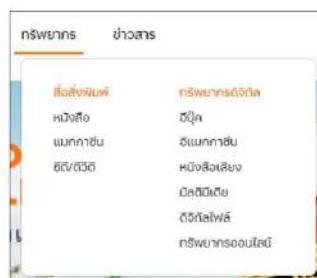 ทรัพยากร ข่าวสาร
สื่อสิ่งพิมพ์ ทรัพยากรดิจิทัล
หนังสือ อีบุ๊ค
แมกกาซีน อีแมกกาซีน
ซีดี/ดีวีดี หนังสือเสียง
มัลติมีเดีย
ดิจิทัลไฟล์
ทรัพยากรออนไลน์